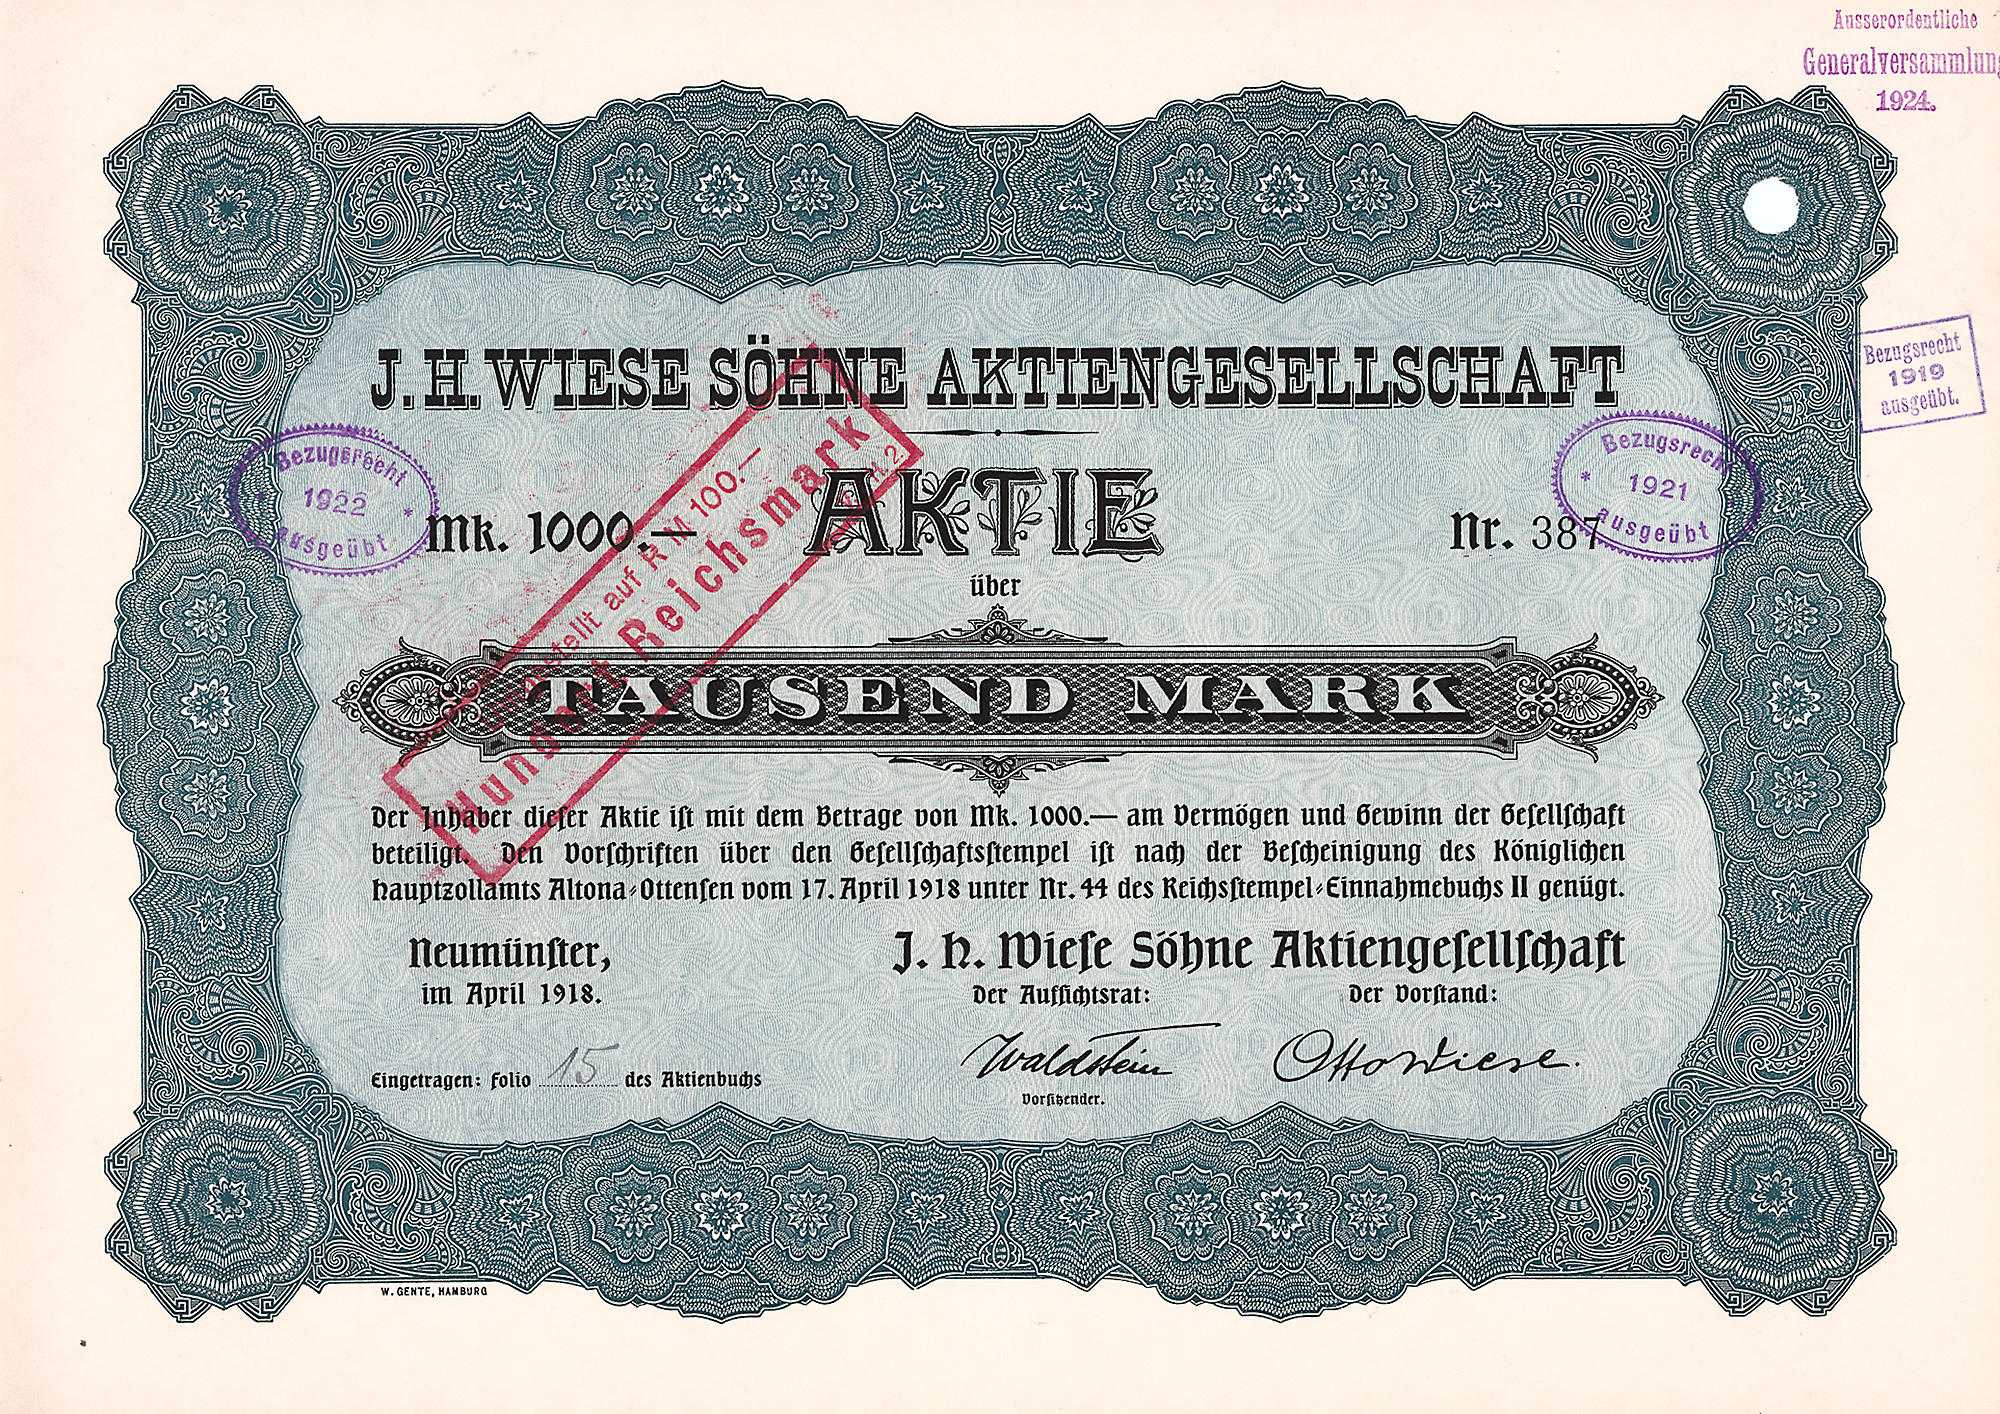 Ausserordentliche
Generalversammlung
1924.
J. H. WIESE SÖHNE AKTIENGESELLSCHAFT
Bezugsrecht
1919
ausgeübt.
Bezugsrecht
1922
ausgeübt
Bezugsrecht
1921
ausgeübt
Mk. 1000.— AKTIE Nr. 387
über
TAUSEND MARK
Umgestellt auf R M 100.—
Hundert Reichsmark
Der Inhaber dieser Aktie ist mit dem Betrage von Mk. 1000.— am Vermögen und Gewinn der Gesellschaft
beteiligt. Den Vorschriften über den Gesellschaftsstempel ist nach der Bescheinigung des Königlichen
Hauptzollamts Altona-Ottensen vom 17. April 1918 unter Nr. 44 des Reichsstempel-Einnahmebuchs II genügt.
Neumünster,
im April 1918.
J. H. Wiese Söhne Aktiengesellschaft
Der Aufsichtsrat: Der Vorstand:
Waldstein Otto Wiese.
Vorsitzender.
Eingetragen: Folio 15 des Aktienbuchs
W. GENTE, HAMBURG